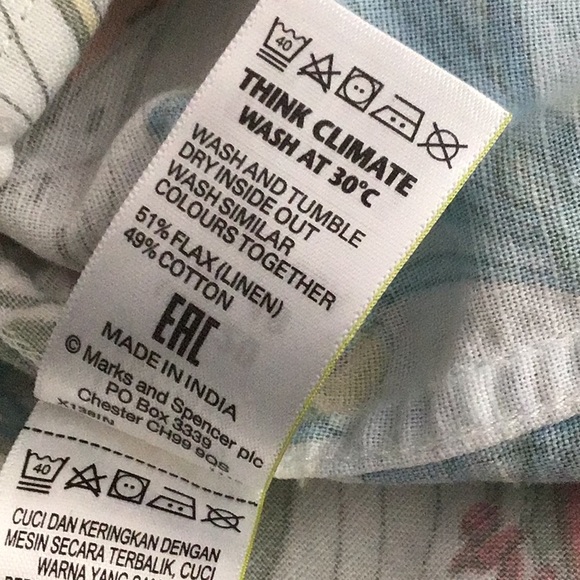 40
THINK CLIMATE
WASH AT 30°C
WASH AND TUMBLE
DRY INSIDE OUT
WASH SIMILAR
COLOURS TOGETHER
51% FLAX (LINEN)
49% COTTON
EAC
MADE IN INDIA
© Marks and Spencer plc
PO Box 3339
Chester CH99 9QS
40
CUCI DAN KERINGKAN DENGAN
MESIN SECARA TERBALIK, CUCI
WARNA YANG